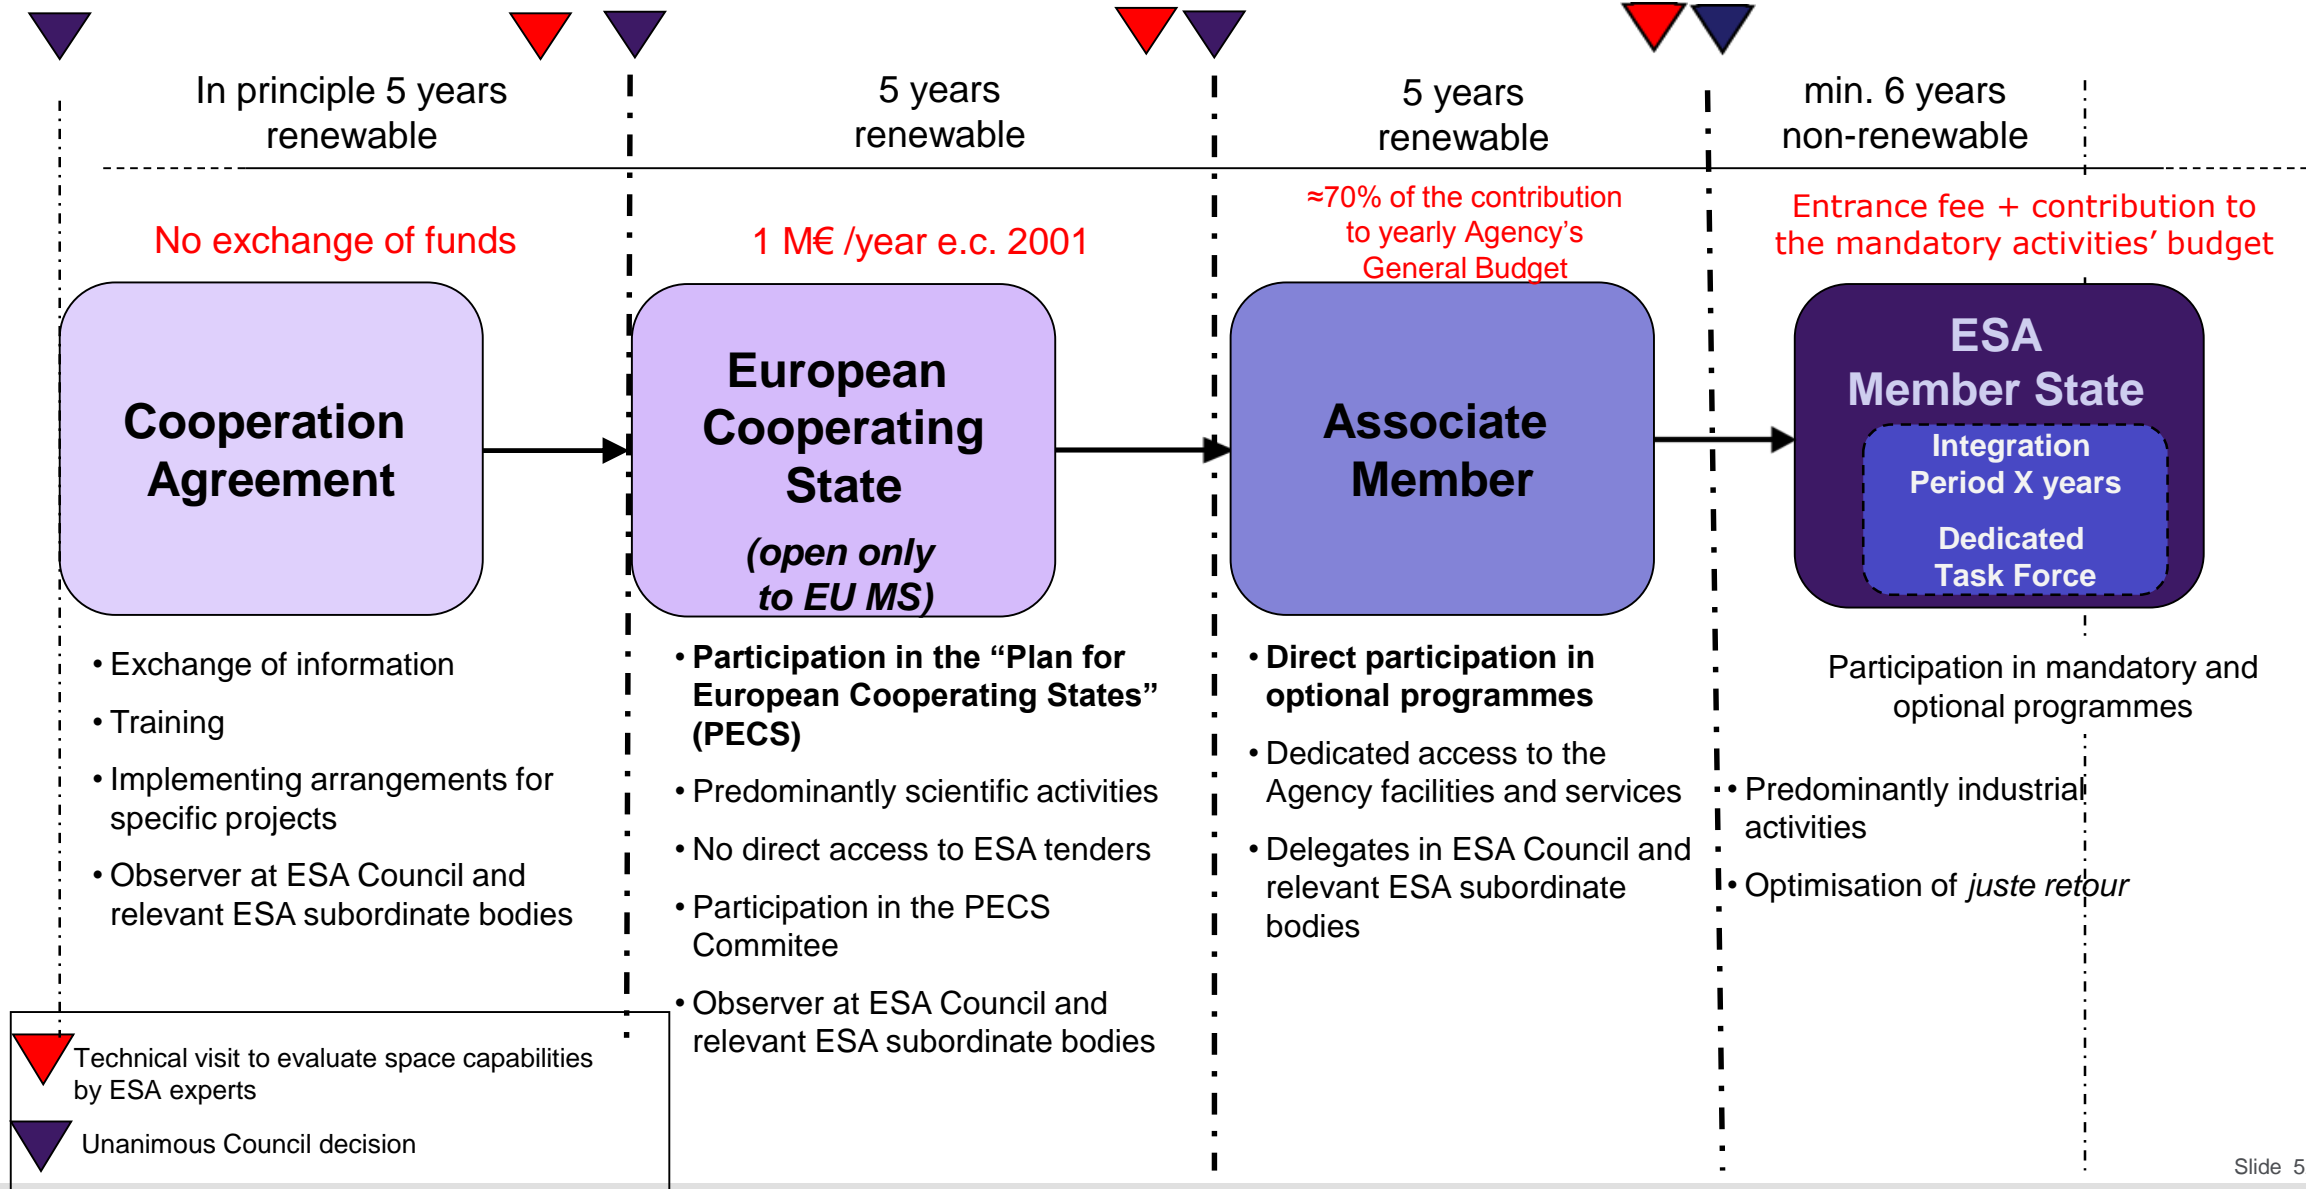 In principle 5 years
renewable
5 years
renewable
5 years
renewable
min. 6 years
non-renewable
No exchange of funds
1 M€ /year e.c. 2001
≈70% of the contribution
to yearly Agency’s
General Budget
Entrance fee + contribution to
the mandatory activities’ budget
Cooperation
Agreement
European
Cooperating
State
(open only
to EU MS)
Associate
Member
ESA
Member State
Integration
Period X years
Dedicated
Task Force
• Exchange of information
• Training
• Implementing arrangements for
specific projects
• Observer at ESA Council and
relevant ESA subordinate bodies
• Participation in the “Plan for
European Cooperating States”
(PECS)
• Predominantly scientific activities
• No direct access to ESA tenders
• Participation in the PECS
Commitee
• Observer at ESA Council and
relevant ESA subordinate bodies
• Direct participation in
optional programmes
• Dedicated access to the
Agency facilities and services
• Delegates in ESA Council and
relevant ESA subordinate
bodies
Participation in mandatory and
optional programmes
• Predominantly industrial
activities
• Optimisation of juste retour
Technical visit to evaluate space capabilities
by ESA experts
Unanimous Council decision
Slide 5